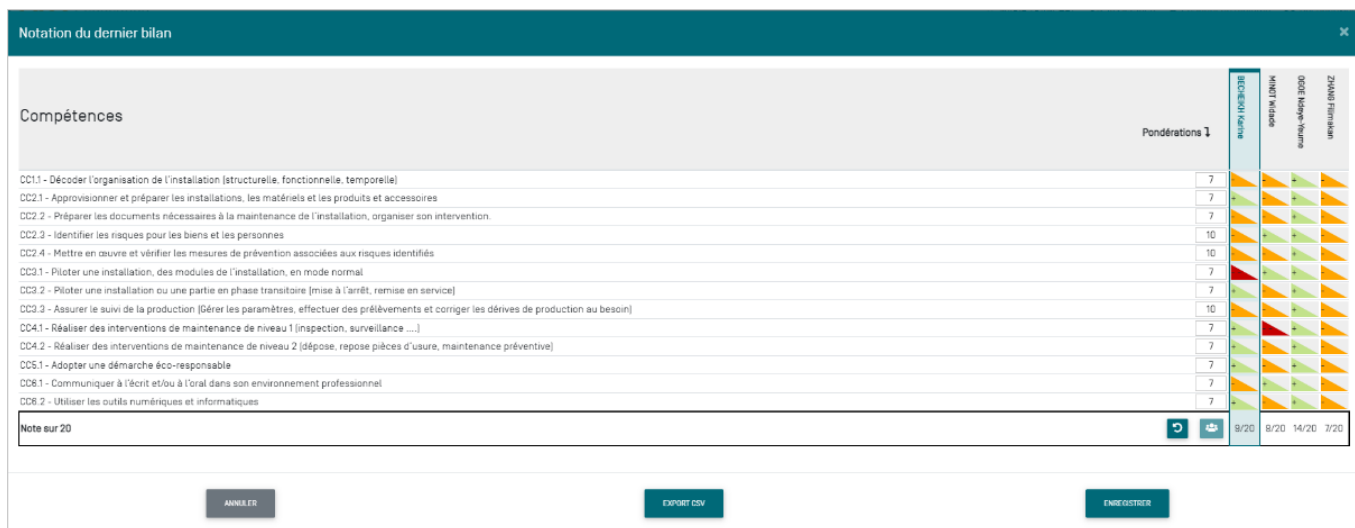 Notation du dernier bilan ×
Compétences
Pondérations
BECHEIKH Karine
MINOT Widade
OGOE Ndeye-Yaume
ZHANG Filimakan
CC1.1 - Décoder l'organisation de l'installation (structurelle, fonctionnelle, temporelle) 7 - - + -
CC2.1 - Approvisionner et préparer les installations, les matériels et les produits et accessoires 7 + - + -
CC2.2 - Préparer les documents nécessaires à la maintenance de l'installation, organiser son intervention. 7
CC2.3 - Identifier les risques pour les biens et les personnes 10 - + + -
CC2.4 - Mettre en œuvre et vérifier les mesures de prévention associées aux risques identifiés 10
CC3.1 - Piloter une installation, des modules de l'installation, en mode normal 7
CC3.2 - Piloter une installation ou une partie en phase transitoire (mise à l'arrêt, remise en service) 7 + - + -
CC3.3 - Assurer le suivi de la production (Gérer les paramètres, effectuer des prélèvements et corriger les dérives de production au besoin) 10
CC4.1 - Réaliser des interventions de maintenance de niveau 1 (inspection, surveillance ....) 7
CC4.2 - Réaliser des interventions de maintenance de niveau 2 (dépose, repose pièces d'usure, maintenance préventive) 7 + - + -
CC5.1 - Adopter une démarche éco-responsable 7
CC6.1 - Communiquer à l'écrit et/ou à l'oral dans son environnement professionnel 7 - + + -
CC6.2 - Utiliser les outils numériques et informatiques 7 + - + -
Note sur 20 9/20 8/20 14/20 7/20
ANNULER EXPORT CSV ENREGISTRER